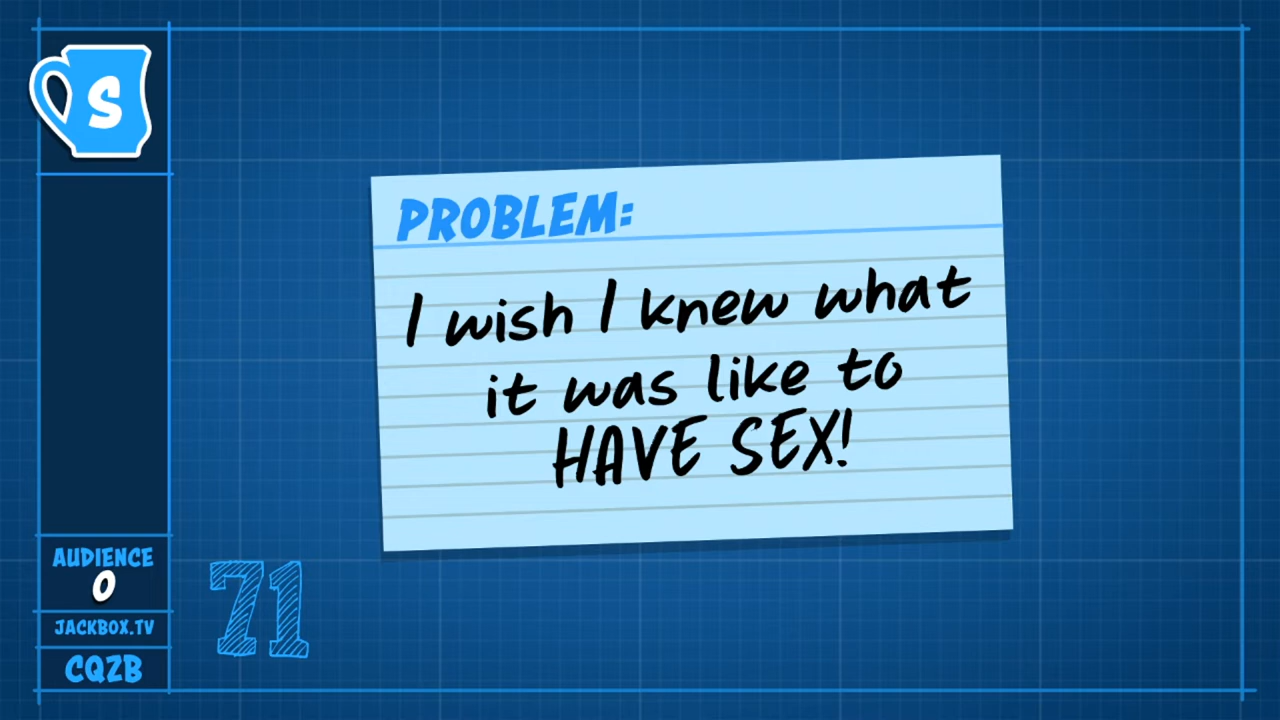 S
PROBLEM:
I wish I knew what
it was like to
HAVE SEX!
AUDIENCE
0
JACKBOX.TV
CQZB
71